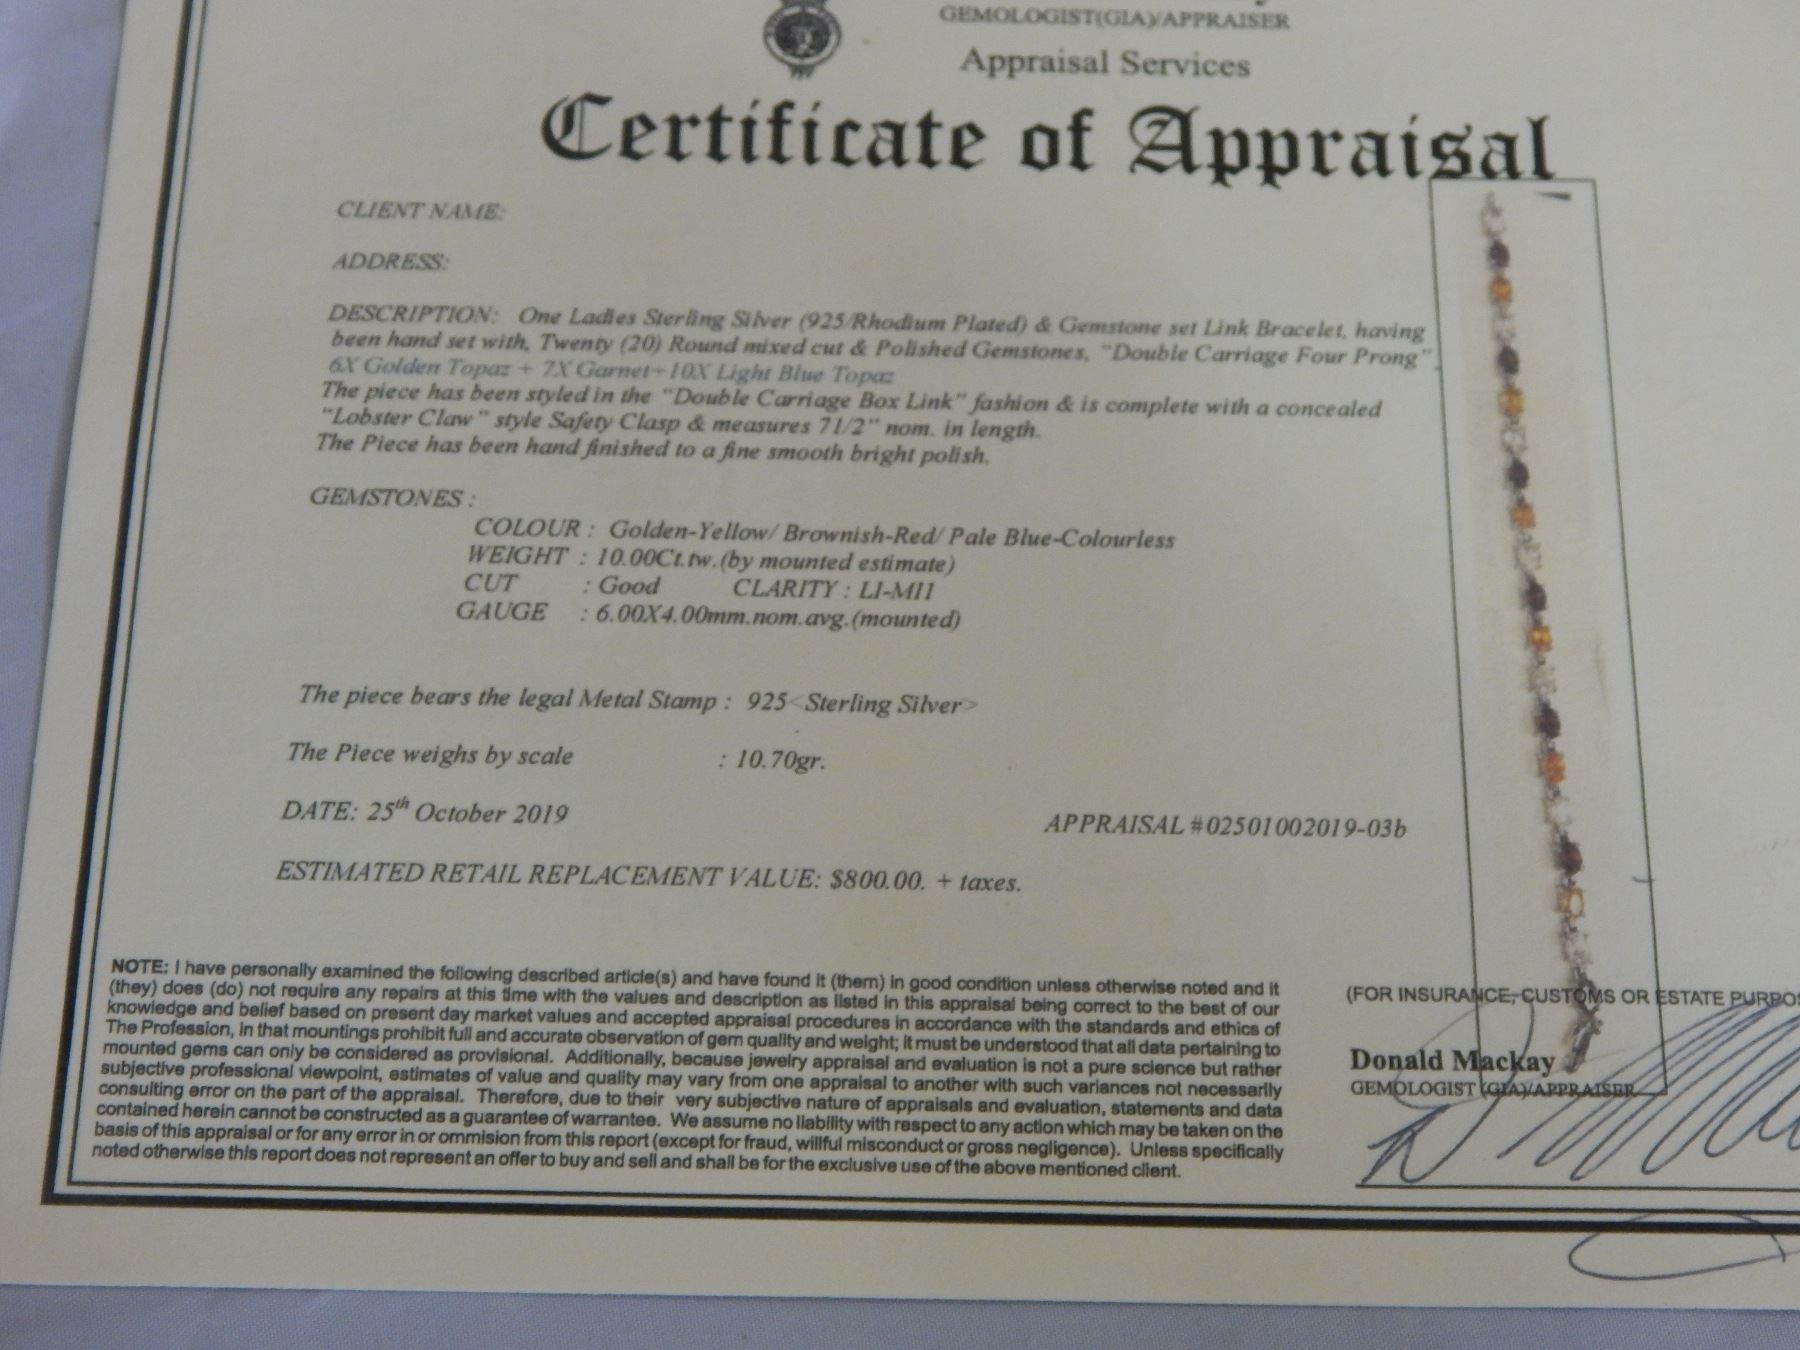 GEMOLOGIST(GIA)/APPRAISER
Appraisal Services
Certificate of Appraisal
CLIENT NAME:
ADDRESS:
DESCRIPTION: One Ladies Sterling Silver (925/Rhodium Plated) & Gemstone set Link Bracelet, having
been hand set with, Twenty (20) Round mixed cut & Polished Gemstones, "Double Carriage Four Prong"
6X Golden Topaz + 7X Garnet+10X Light Blue Topaz
The piece has been styled in the "Double Carriage Box Link" fashion & is complete with a concealed
"Lobster Claw" style Safety Clasp & measures 7 1/2" nom. in length.
The Piece has been hand finished to a fine smooth bright polish.
GEMSTONES :
COLOUR : Golden-Yellow/ Brownish-Red/ Pale Blue-Colourless
WEIGHT : 10.00Ct.tw.(by mounted estimate)
CUT : Good CLARITY : LI-MI1
GAUGE : 6.00X4.00mm.nom.avg.(mounted)
The piece bears the legal Metal Stamp : 925<Sterling Silver>
The Piece weighs by scale : 10.70gr.
DATE: 25th October 2019
APPRAISAL #02501002019-03b
ESTIMATED RETAIL REPLACEMENT VALUE: $800.00. + taxes.
NOTE: I have personally examined the following described article(s) and have found it (them) in good condition unless otherwise noted and it
(they) does (do) not require any repairs at this time with the values and description as listed in this appraisal being correct to the best of our
knowledge and belief based on present day market values and accepted appraisal procedures in accordance with the standards and ethics of
The Profession, in that mountings prohibit full and accurate observation of gem quality and weight; it must be understood that all data pertaining to
mounted gems can only be considered as provisional. Additionally, because jewelry appraisal and evaluation is not a pure science but rather
subjective professional viewpoint, estimates of value and quality may vary from one appraisal to another with such variances not necessarily
consulting error on the part of the appraisal. Therefore, due to their very subjective nature of appraisals and evaluation, statements and data
contained herein cannot be constructed as a guarantee of warrantee. We assume no liability with respect to any action which may be taken on the
basis of this appraisal or for any error in or ommision from this report (except for fraud, willful misconduct or gross negligence). Unless specifically
noted otherwise this report does not represent an offer to buy and sell and shall be for the exclusive use of the above mentioned client.
(FOR INSURANCE, CUSTOMS OR ESTATE PURPO
Donald Mackay
GEMOLOGIST (GIA)/APPRAISER